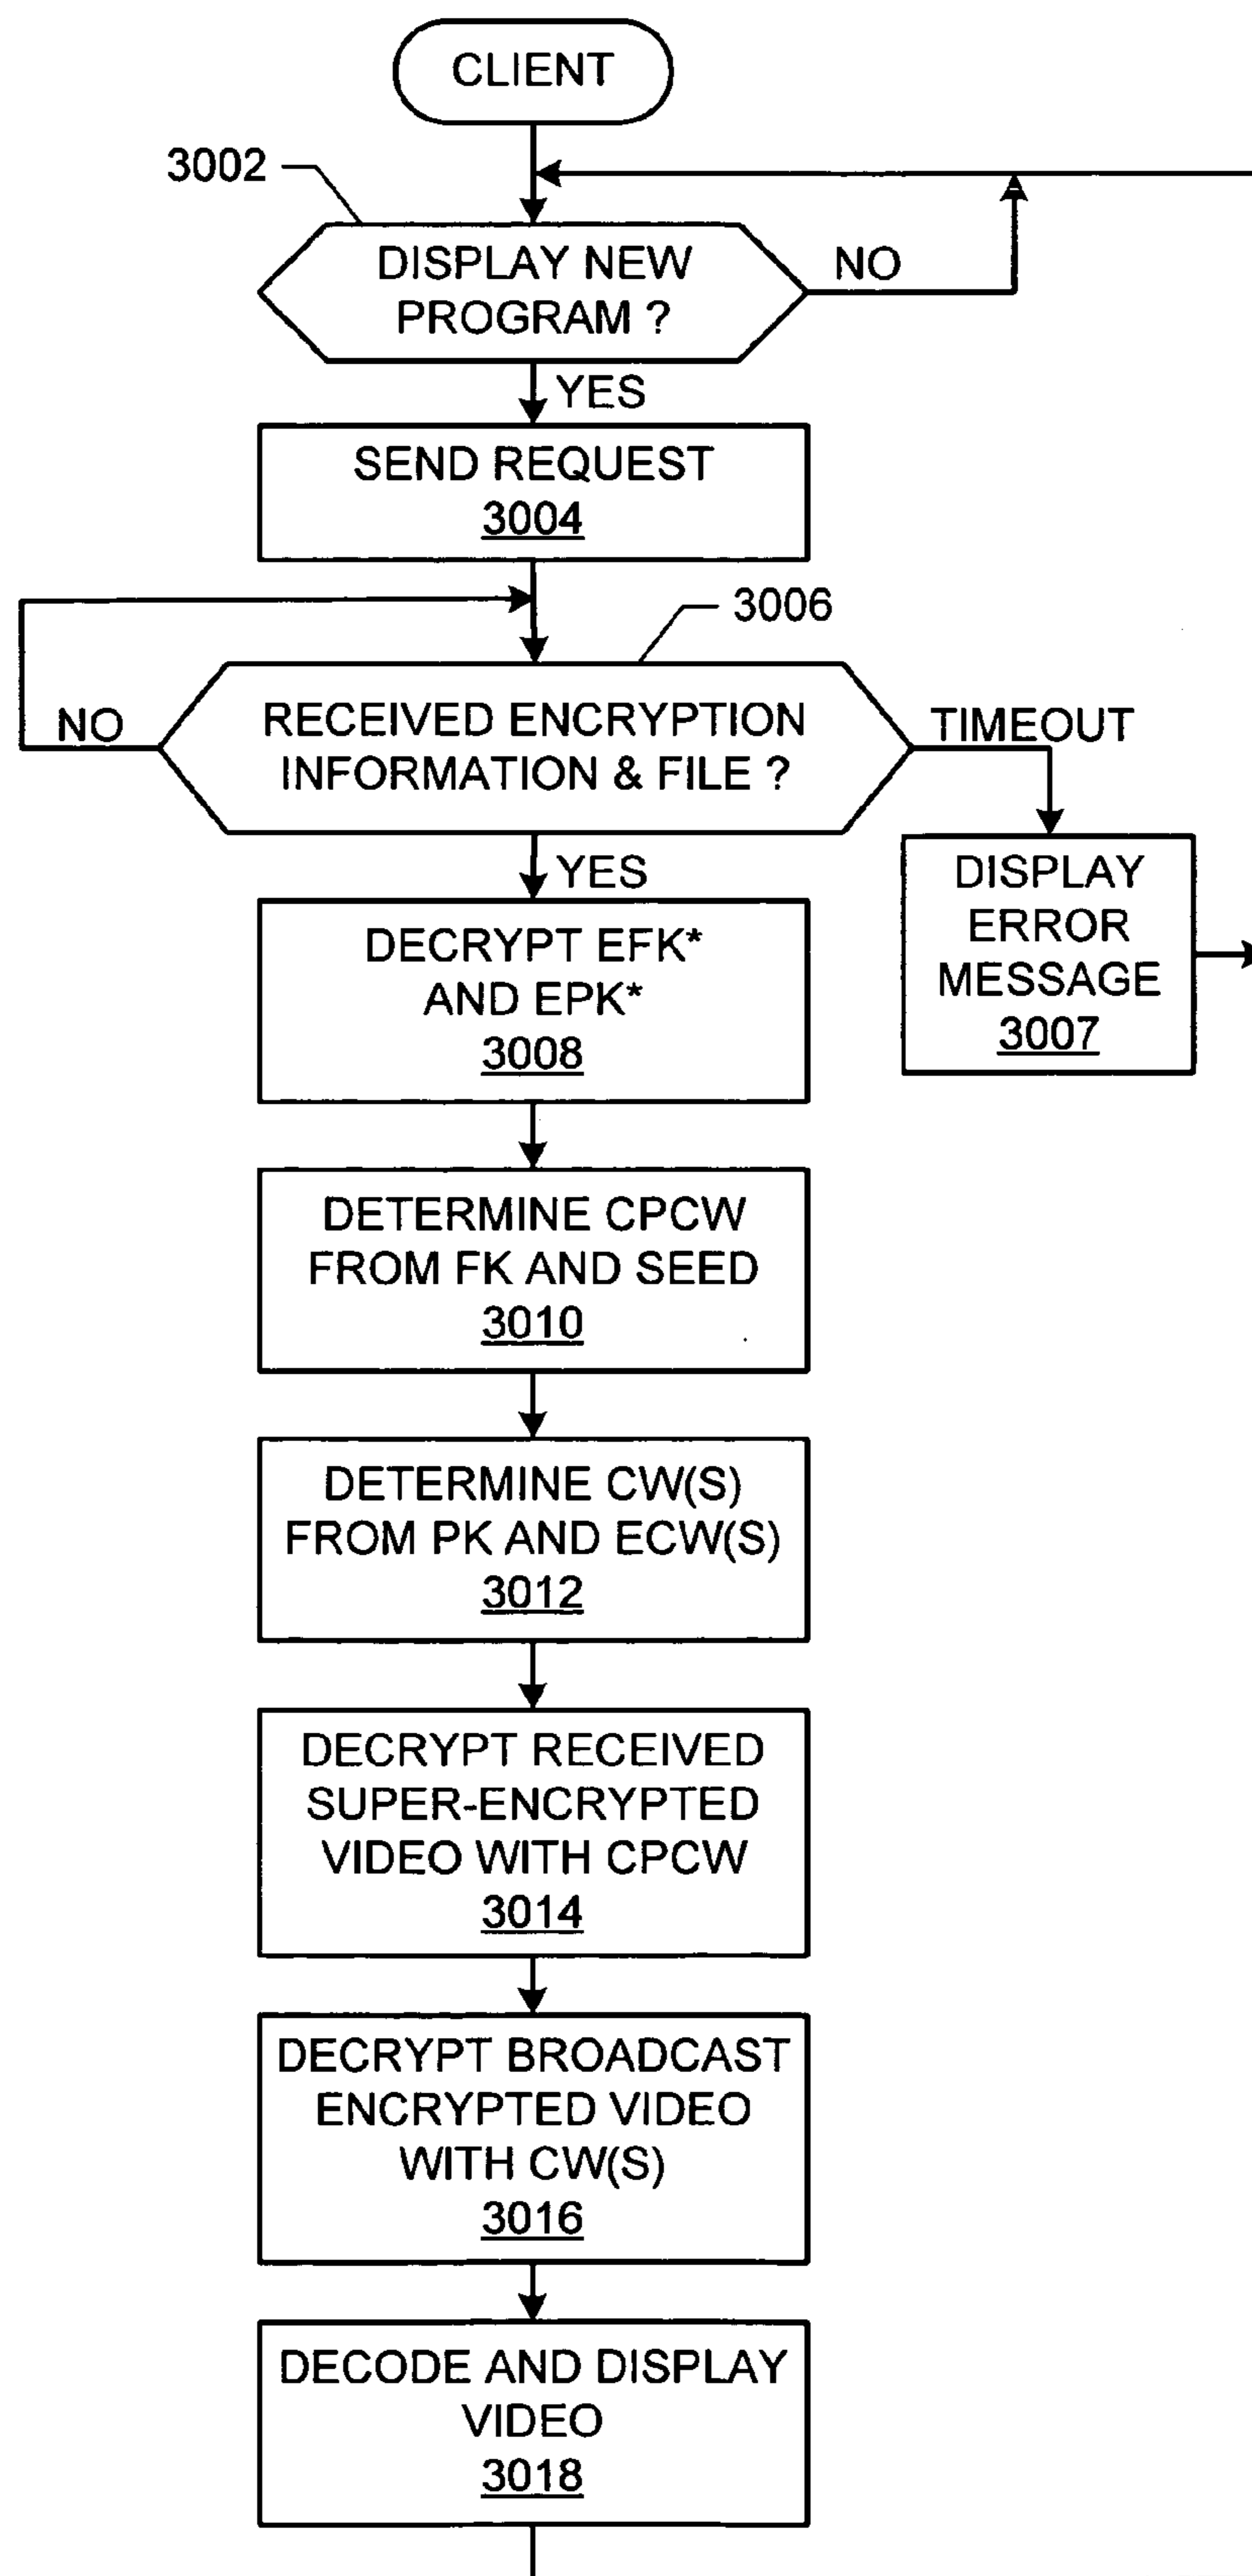 CLIENT
3002
DISPLAY NEW
PROGRAM ?
NO
YES
SEND REQUEST
3004
3006
NO
RECEIVED ENCRYPTION
INFORMATION & FILE ?
TIMEOUT
YES
DISPLAY
ERROR
MESSAGE
3007
DECRYPT EFK*
AND EPK*
3008
DETERMINE CPCW
FROM FK AND SEED
3010
DETERMINE CW(S)
FROM PK AND ECW(S)
3012
DECRYPT RECEIVED
SUPER-ENCRYPTED
VIDEO WITH CPCW
3014
DECRYPT BROADCAST
ENCRYPTED VIDEO
WITH CW(S)
3016
DECODE AND DISPLAY
VIDEO
3018